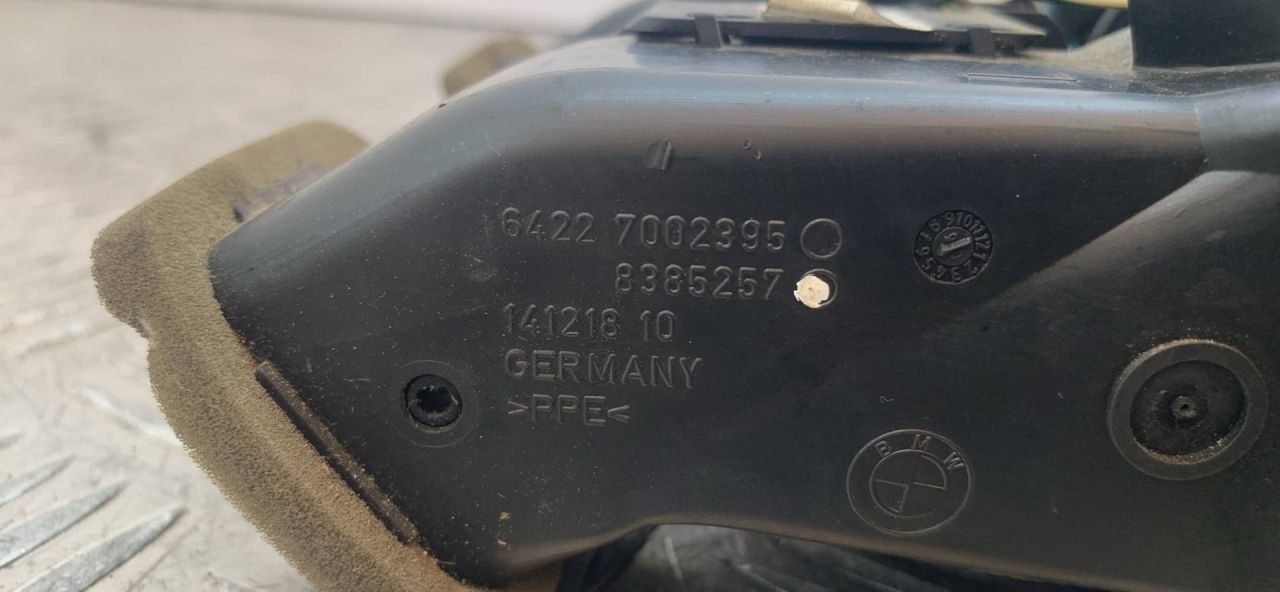 6422 7002395
8385257
141218 10
GERMANY
>PPE<
BMW